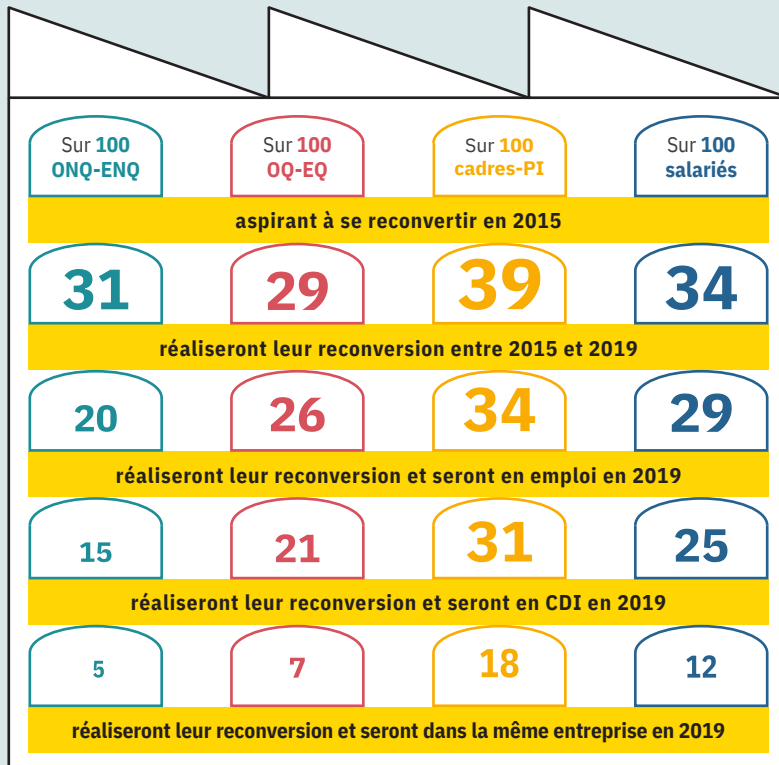 Sur 100
ONQ-ENQ
Sur 100
OQ-EQ
Sur 100
cadres-PI
Sur 100
salariés
aspirant à se reconvertir en 2015
31 29 39 34
réaliseront leur reconversion entre 2015 et 2019
20 26 34 29
réaliseront leur reconversion et seront en emploi en 2019
15 21 31 25
réaliseront leur reconversion et seront en CDI en 2019
5 7 18 12
réaliseront leur reconversion et seront dans la même entreprise en 2019